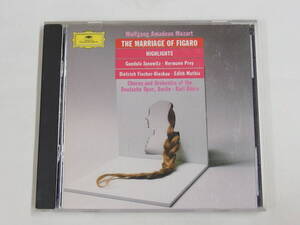 Wolfgang Amadeus Mozart
THE MARRIAGE OF FIGARO
HIGHLIGHTS
Gundula Janowitz · Hermann Prey
Dietrich Fischer-Dieskau · Edith Mathis
Chorus and Orchestra of the
Deutsche Oper, Berlin · Karl Böhm